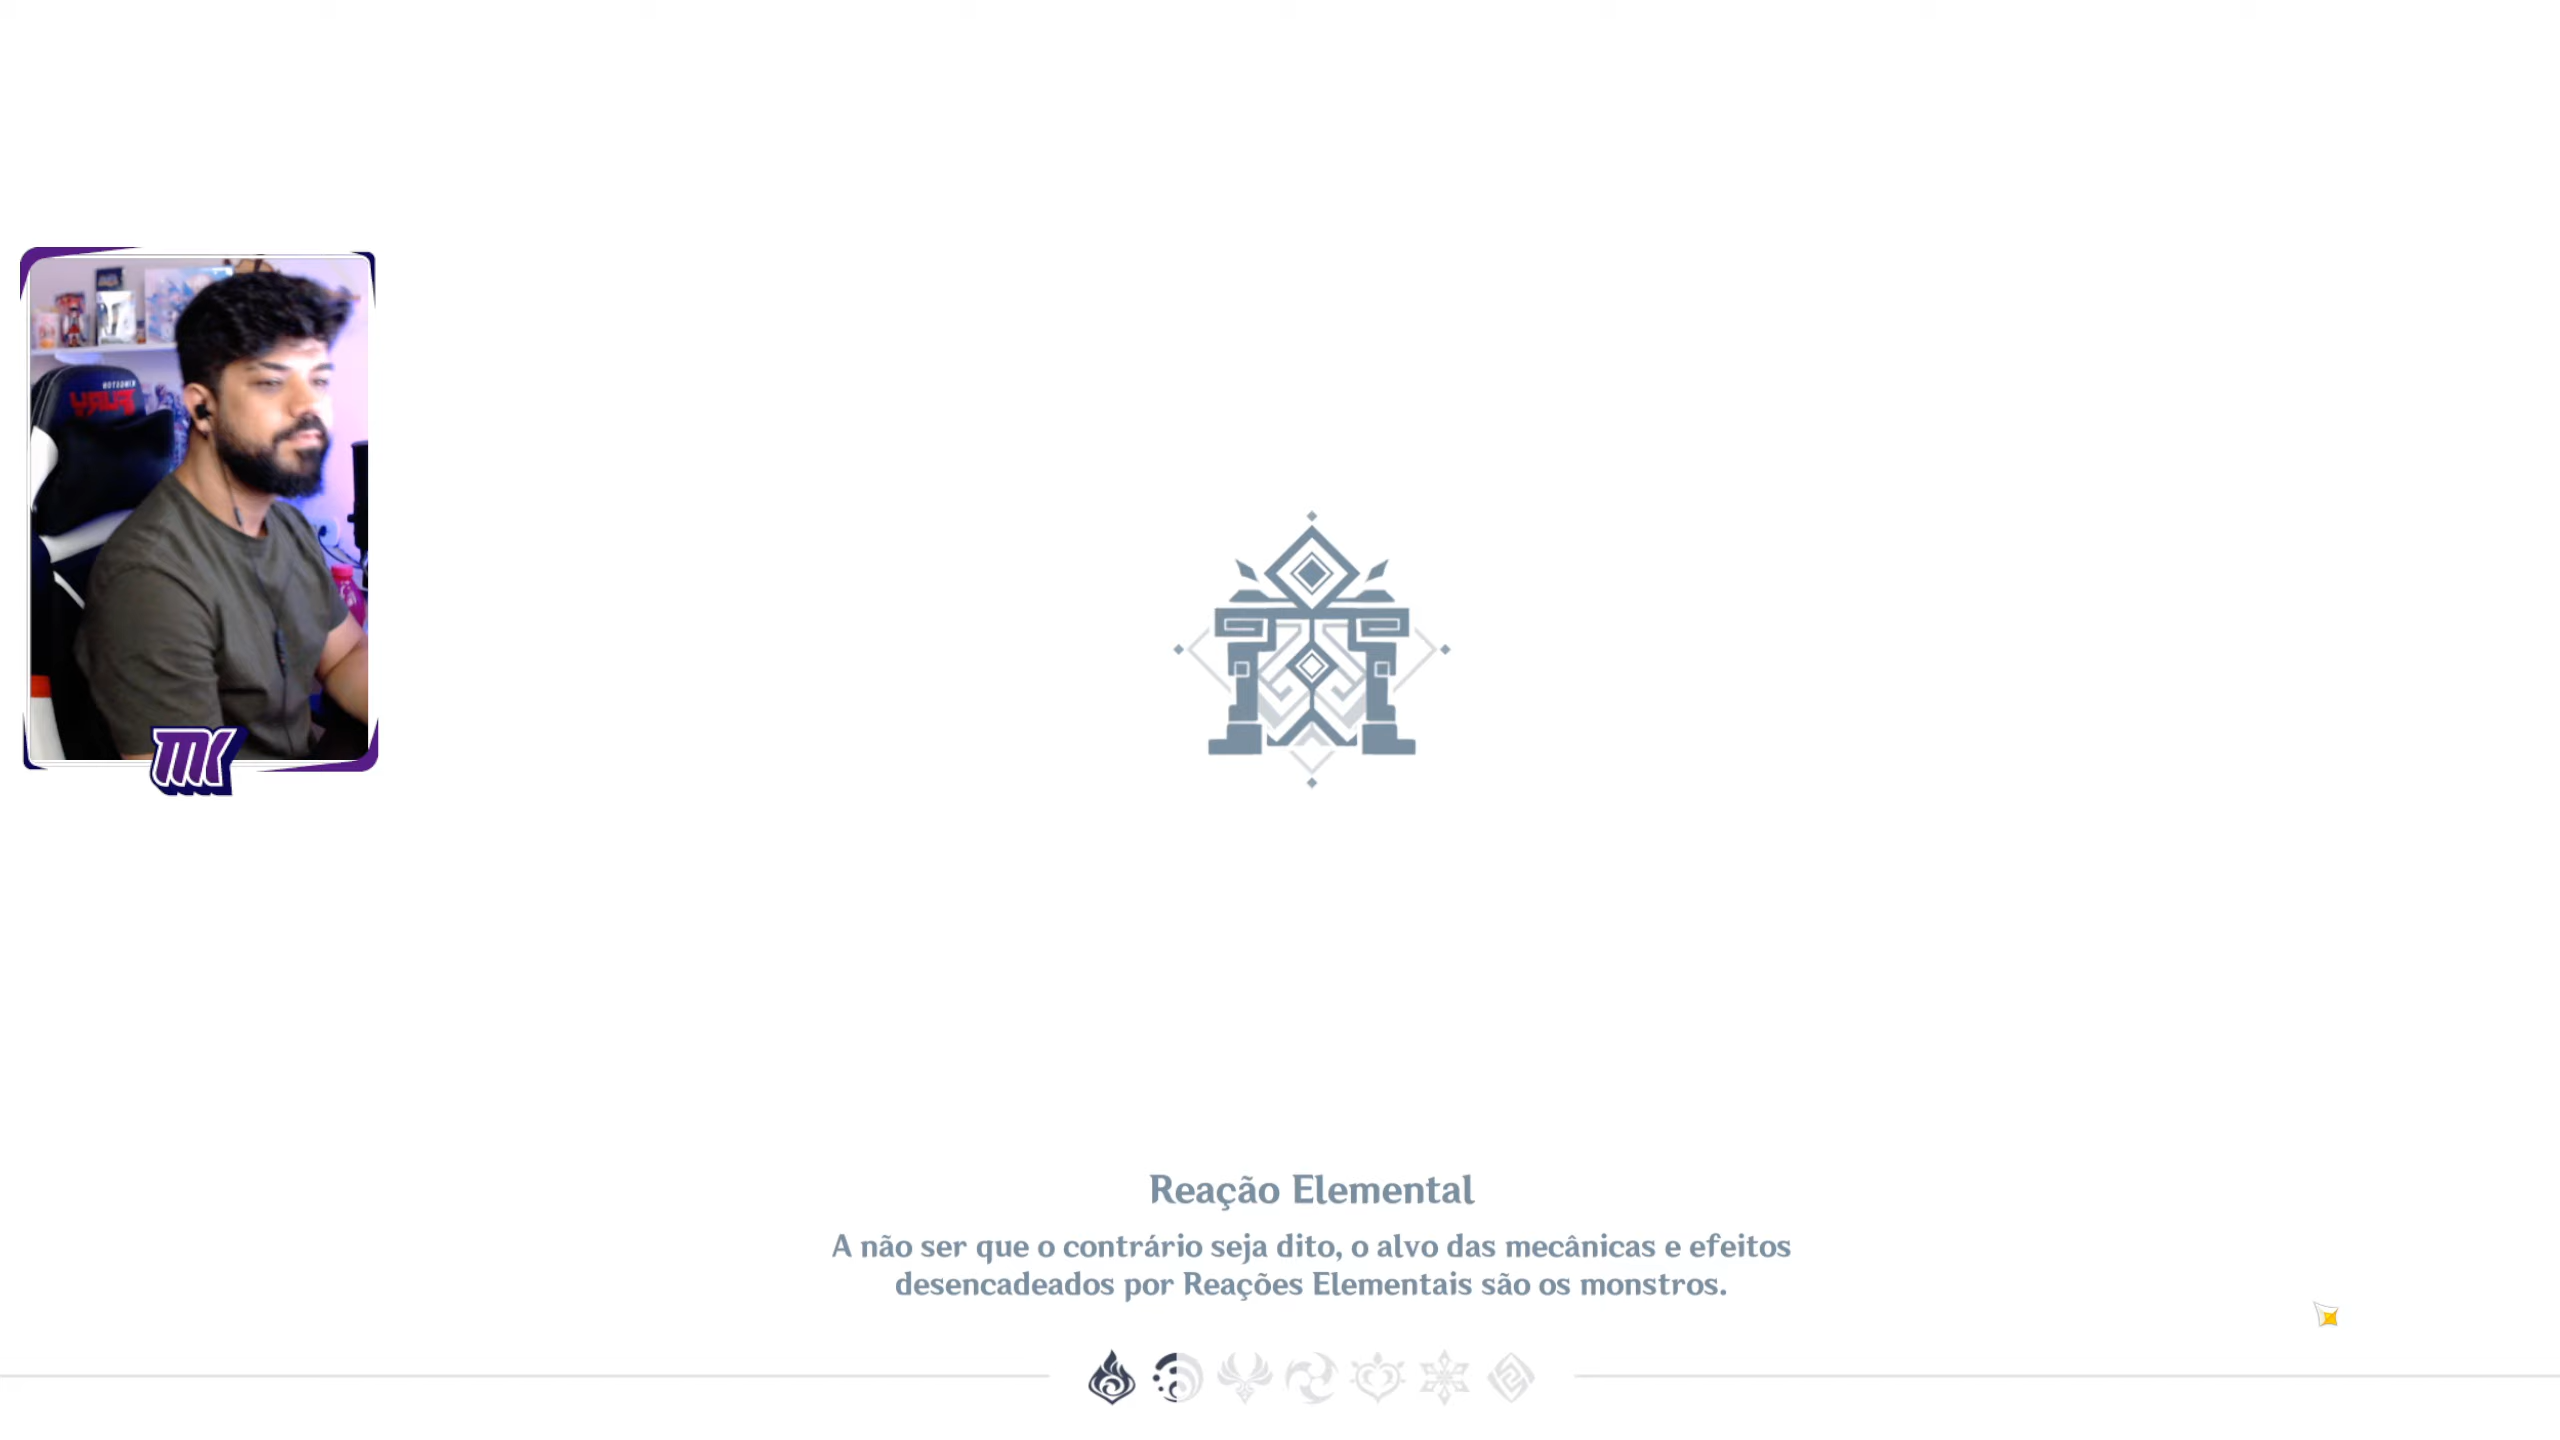 MK
Reação Elemental
A não ser que o contrário seja dito, o alvo das mecânicas e efeitos
desencadeados por Reações Elementais são os monstros.